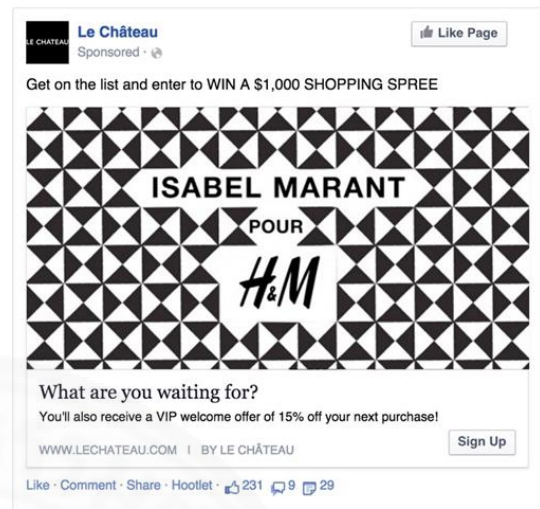 LE CHATEAU
Le Château
Like Page
Sponsored ·
Get on the list and enter to WIN A $1,000 SHOPPING SPREE
ISABEL MARANT
POUR
H&M
What are you waiting for?
You'll also receive a VIP welcome offer of 15% off your next purchase!
WWW.LECHATEAU.COM | BY LE CHÂTEAU
Sign Up
Like · Comment · Share · Hootlet · 231 9 29